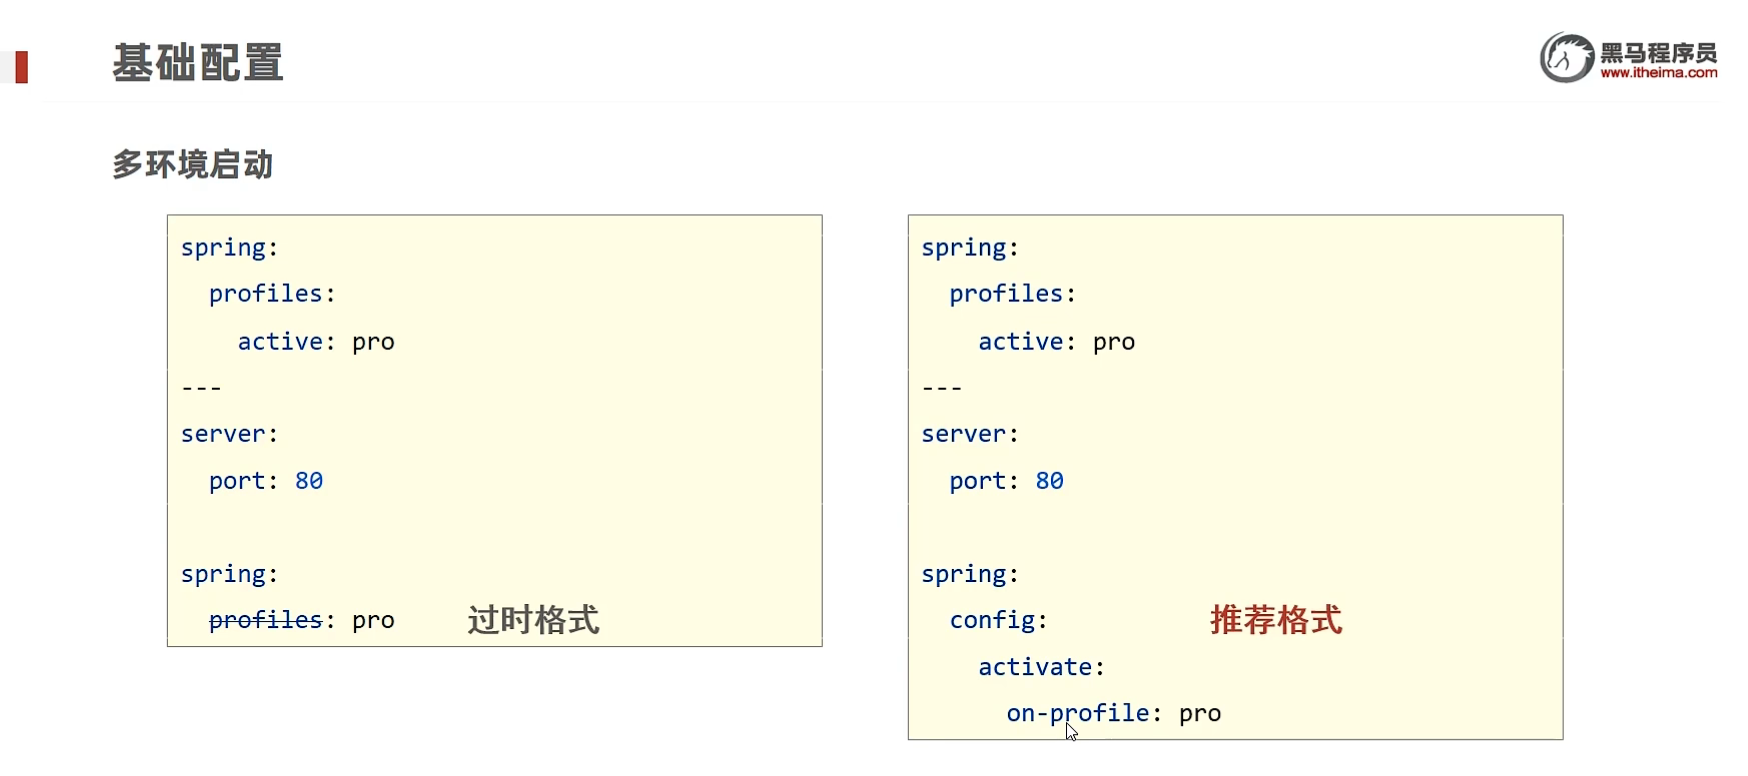 基础配置
黑马程序员
www.itheima.com
多环境启动
spring:
  profiles:
    active: pro
---
server:
  port: 80

spring:
  profiles: pro
过时格式
spring:
  profiles:
    active: pro
---
server:
  port: 80

spring:
  config:
推荐格式
    activate:
      on-profile: pro